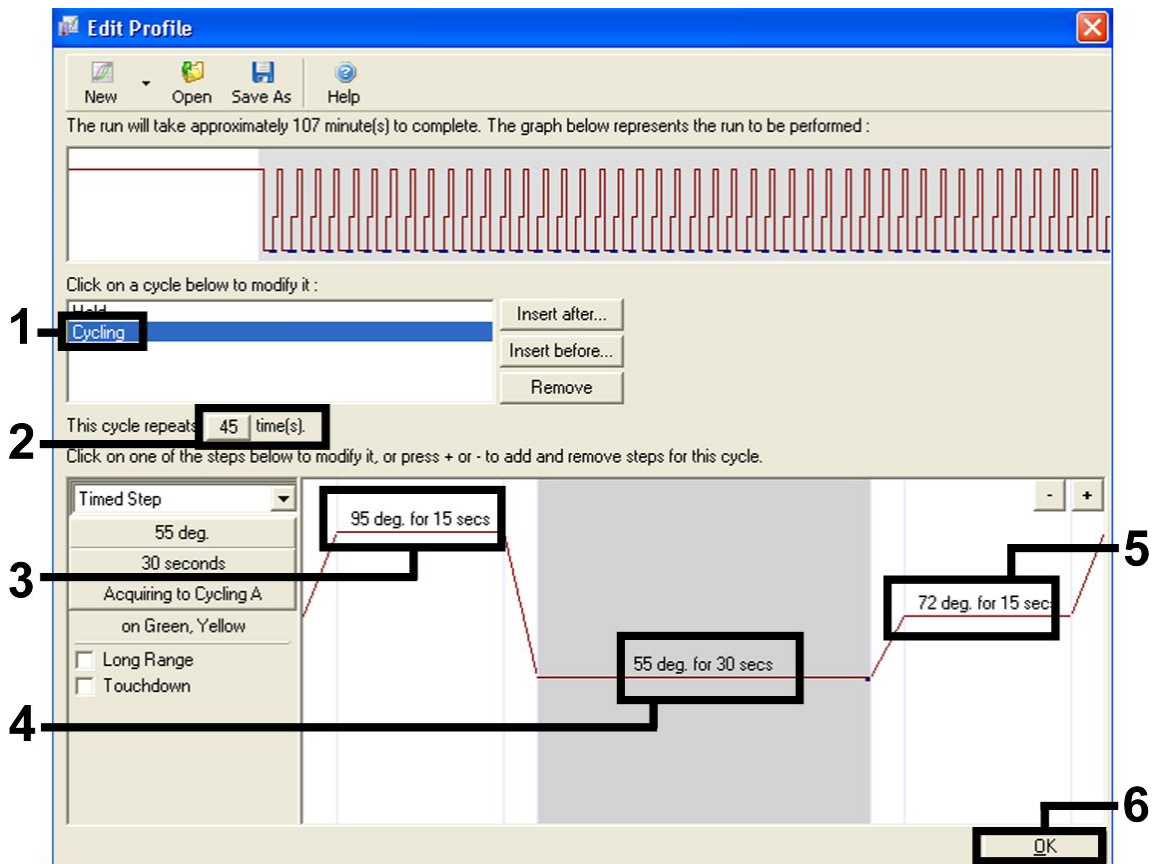 Edit Profile
New Open Save As Help
The run will take approximately 107 minute(s) to complete. The graph below represents the run to be performed :
Click on a cycle below to modify it :
Hold
Insert after...
1
Cycling
Insert before...
Remove
This cycle repeats 45 time(s).
2
Click on one of the steps below to modify it, or press + or - to add and remove steps for this cycle.
Timed Step
- +
95 deg. for 15 secs
55 deg.
5
30 seconds
3
Acquiring to Cycling A
72 deg. for 15 sec
on Green, Yellow
Long Range
55 deg. for 30 secs
Touchdown
4
6
OK